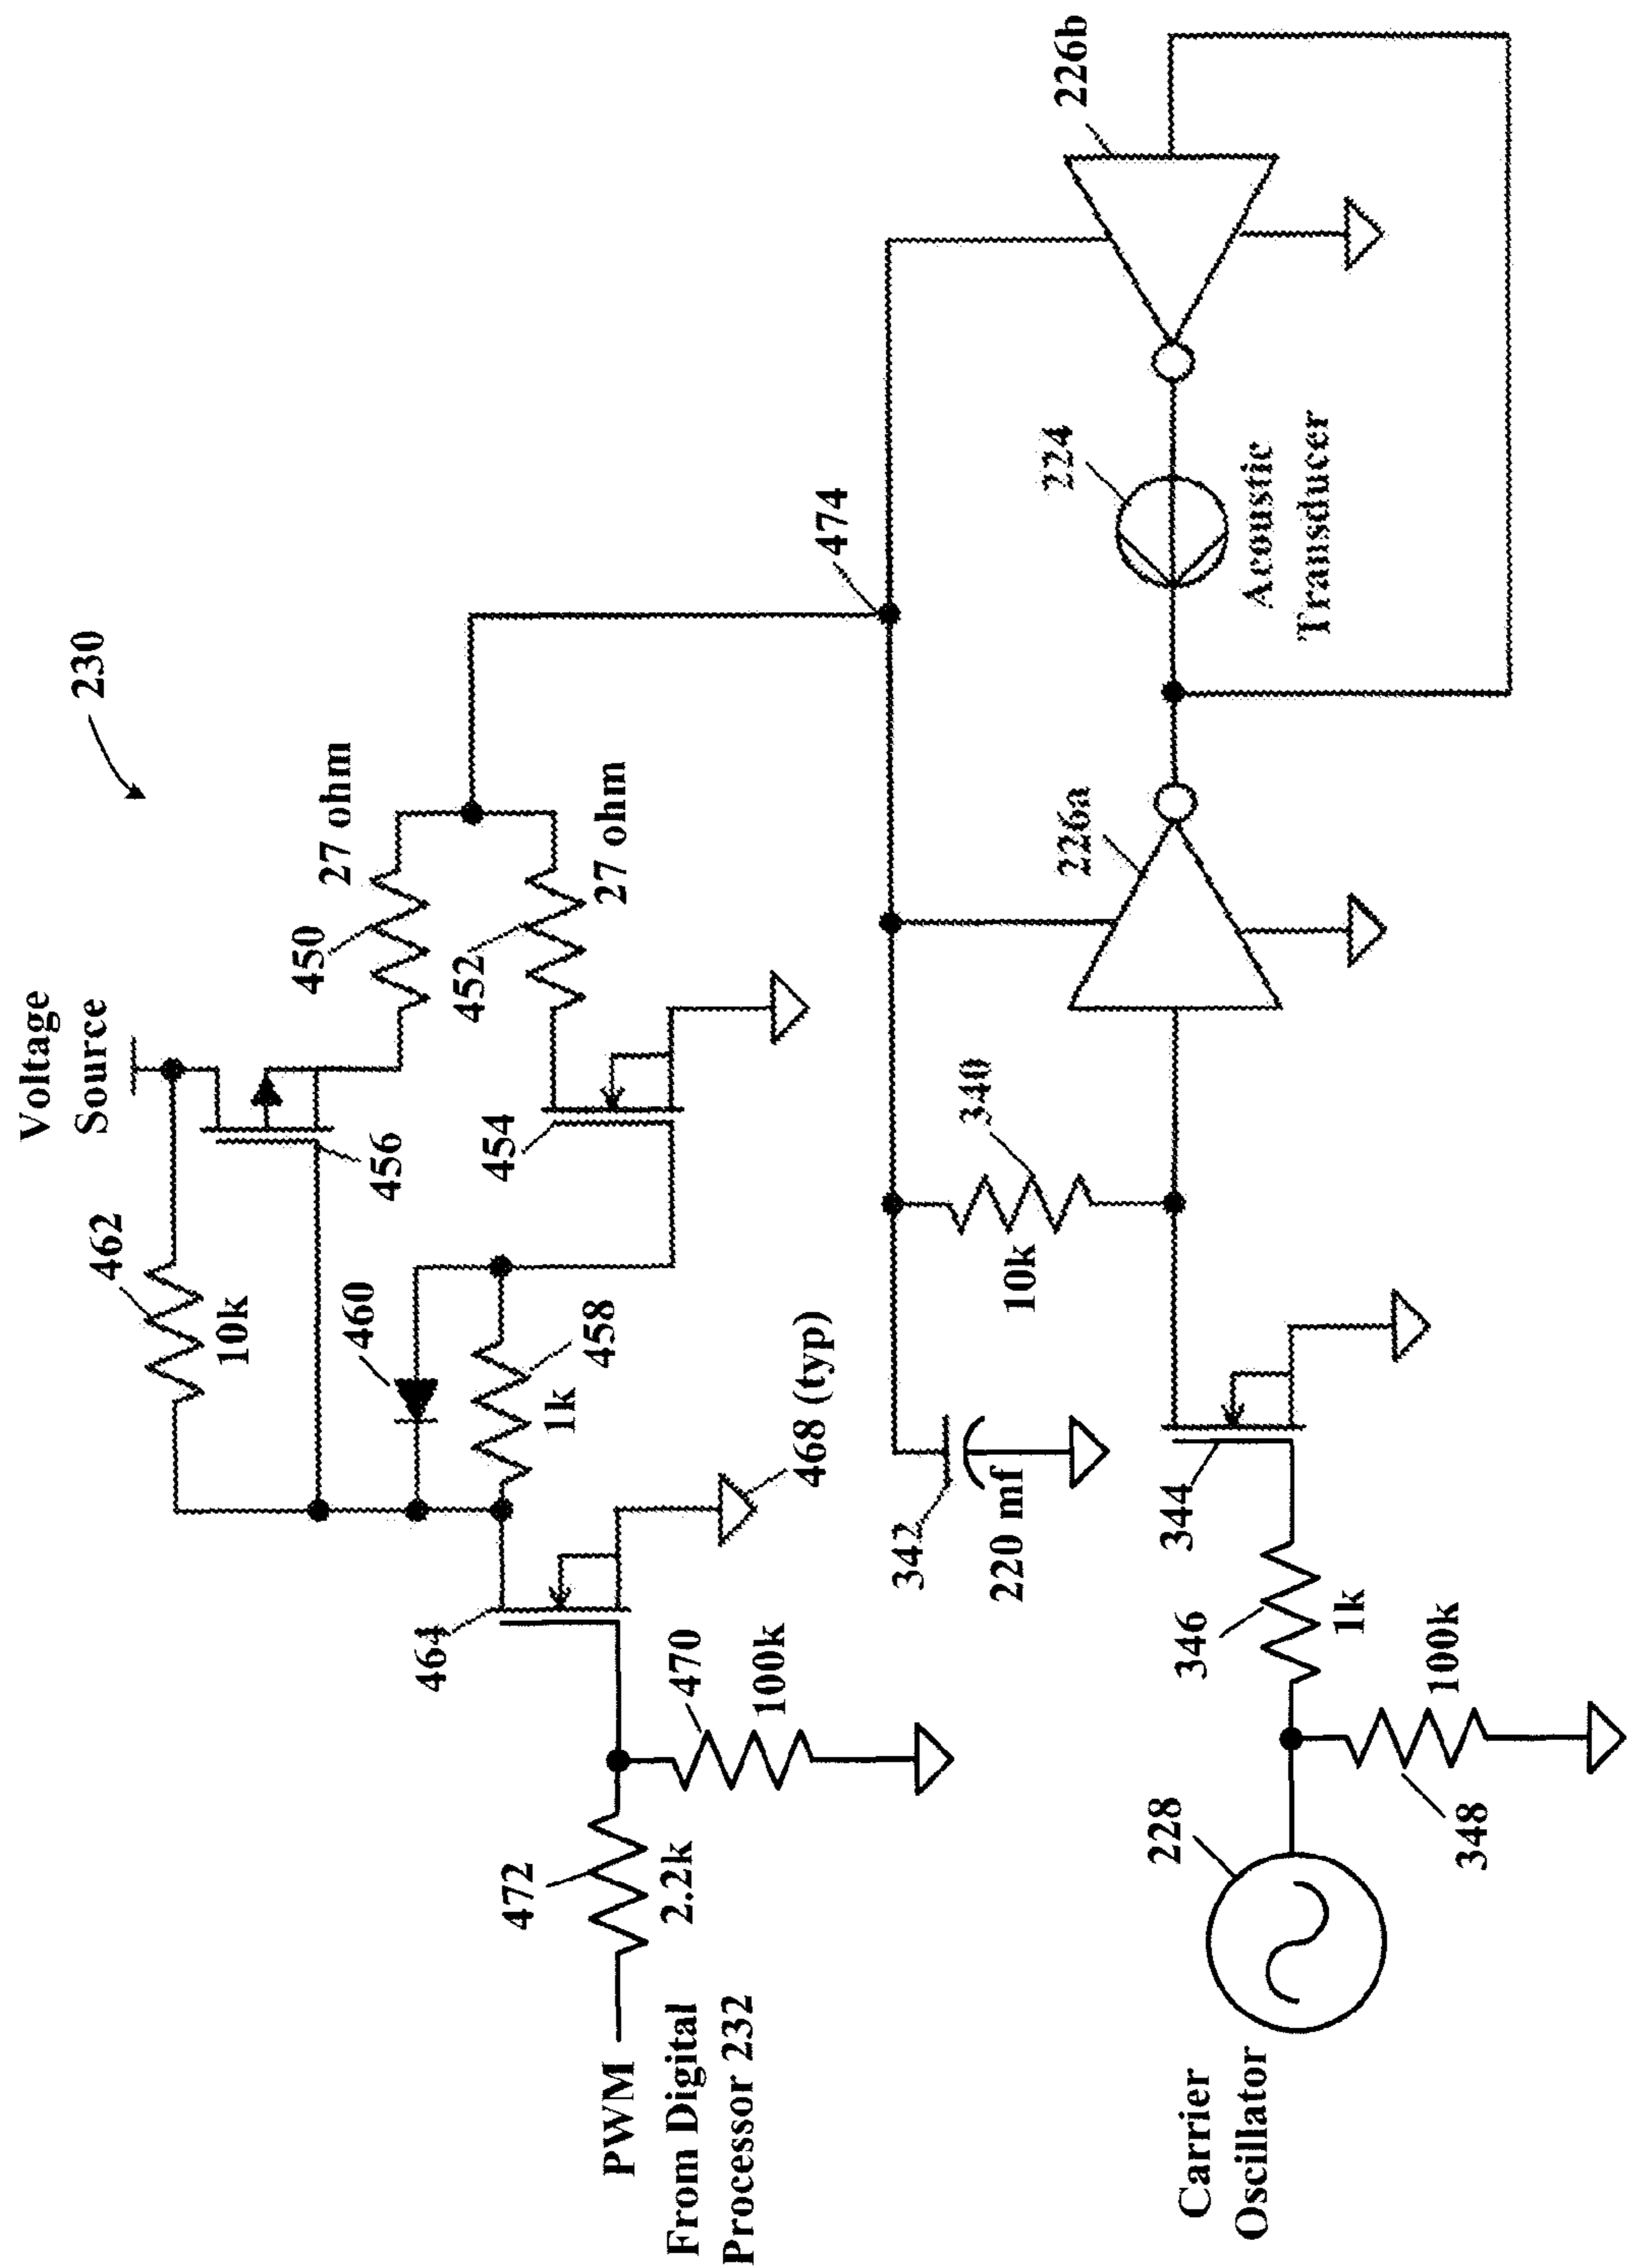 230
Voltage
Source
462
10k
456
450
27 ohm
460
452
27 ohm
454
458
1k
464
468 (typ)
472
2.2k
470
100k
PWM
From Digital
Processor 232
474
342
220 mf
340
10k
226a
224
Acoustic
Transducer
226b
344
346
1k
228
348
100k
Carrier
Oscillator